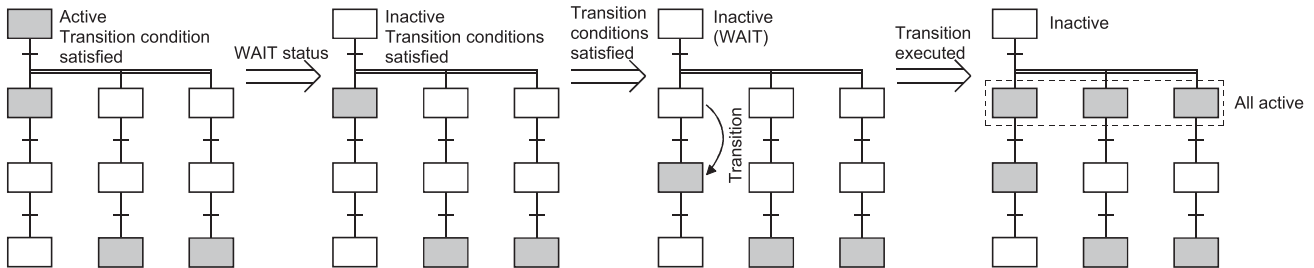 Active
Transition condition
satisfied
WAIT status
Inactive
Transition conditions
satisfied
Transition
conditions
satisfied
Inactive
(WAIT)
Transition
Transition
executed
Inactive
All active